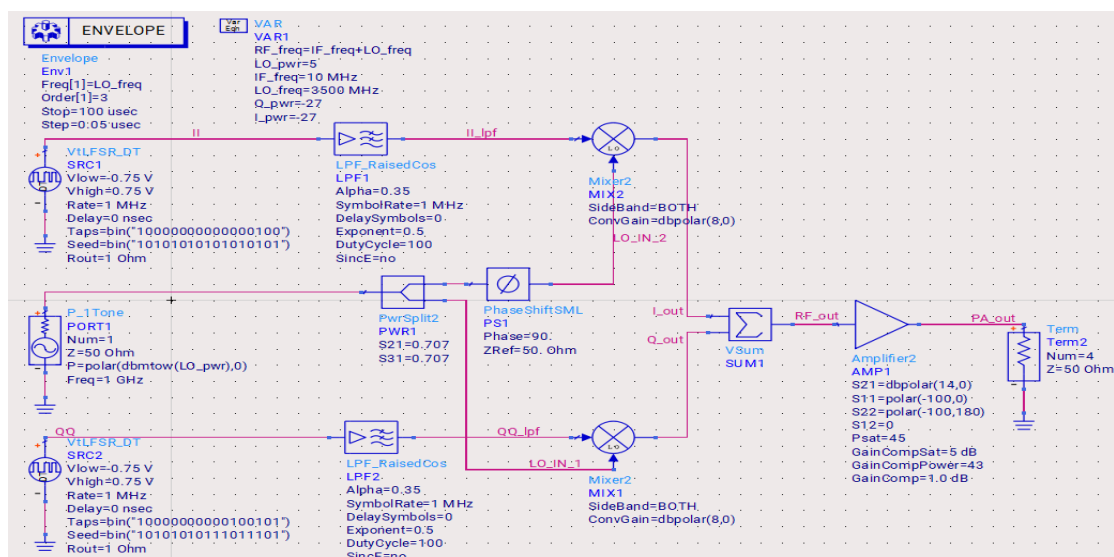 ENVELOPE
Envelope
Env1
Freq[1]=LO_freq
Order[1]=3
Stop=100 usec
Step=0.05 usec
Var
Eqn
VAR
VAR1
RF_freq=IF_freq+LO_freq
LO_pwr=5
IF_freq=10 MHz
LO_freq=3500 MHz
Q_pwr=-27
I_pwr=-27
II
VtLFSR_DT
SRC1
Vlow=-0.75 V
Vhigh=0.75 V
Rate=1 MHz
Delay=0 nsec
Taps=bin("10000000000000100")
Seed=bin("10101010101010101")
Rout=1 Ohm
LPF_RaisedCos
LPF1
Alpha=0.35
SymbolRate=1 MHz
DelaySymbols=0
Exponent=0.5
DutyCycle=100
SincE=no
II_lpf
LO
Mixer2
MIX2
SideBand=BOTH
ConvGain=dbpolar(8,0)
LO_IN_2
P_1Tone
PORT1
Num=1
Z=50 Ohm
P=polar(dbmtow(LO_pwr),0)
Freq=1 GHz
PwrSplit2
PWR1
S21=0.707
S31=0.707
PhaseShiftSML
PS1
Phase=90.
ZRef=50. Ohm
I_out
Q_out
VSum
SUM1
RF_out
Amplifier2
AMP1
S21=dbpolar(14,0)
S11=polar(-100,0)
S22=polar(-100,180)
S12=0
Psat=45
GainCompSat=5 dB
GainCompPower=43
GainComp=1.0 dB
PA_out
Term
Term2
Num=4
Z=50 Ohm
QQ
VtLFSR_DT
SRC2
Vlow=-0.75 V
Vhigh=0.75 V
Rate=1 MHz
Delay=0 nsec
Taps=bin("10000000000100101")
Seed=bin("10101010111011101")
Rout=1 Ohm
LPF_RaisedCos
LPF2
Alpha=0.35
SymbolRate=1 MHz
DelaySymbols=0
Exponent=0.5
DutyCycle=100
SincE=no
QQ_lpf
LO_IN_1
LO
Mixer2
MIX1
SideBand=BOTH
ConvGain=dbpolar(8,0)